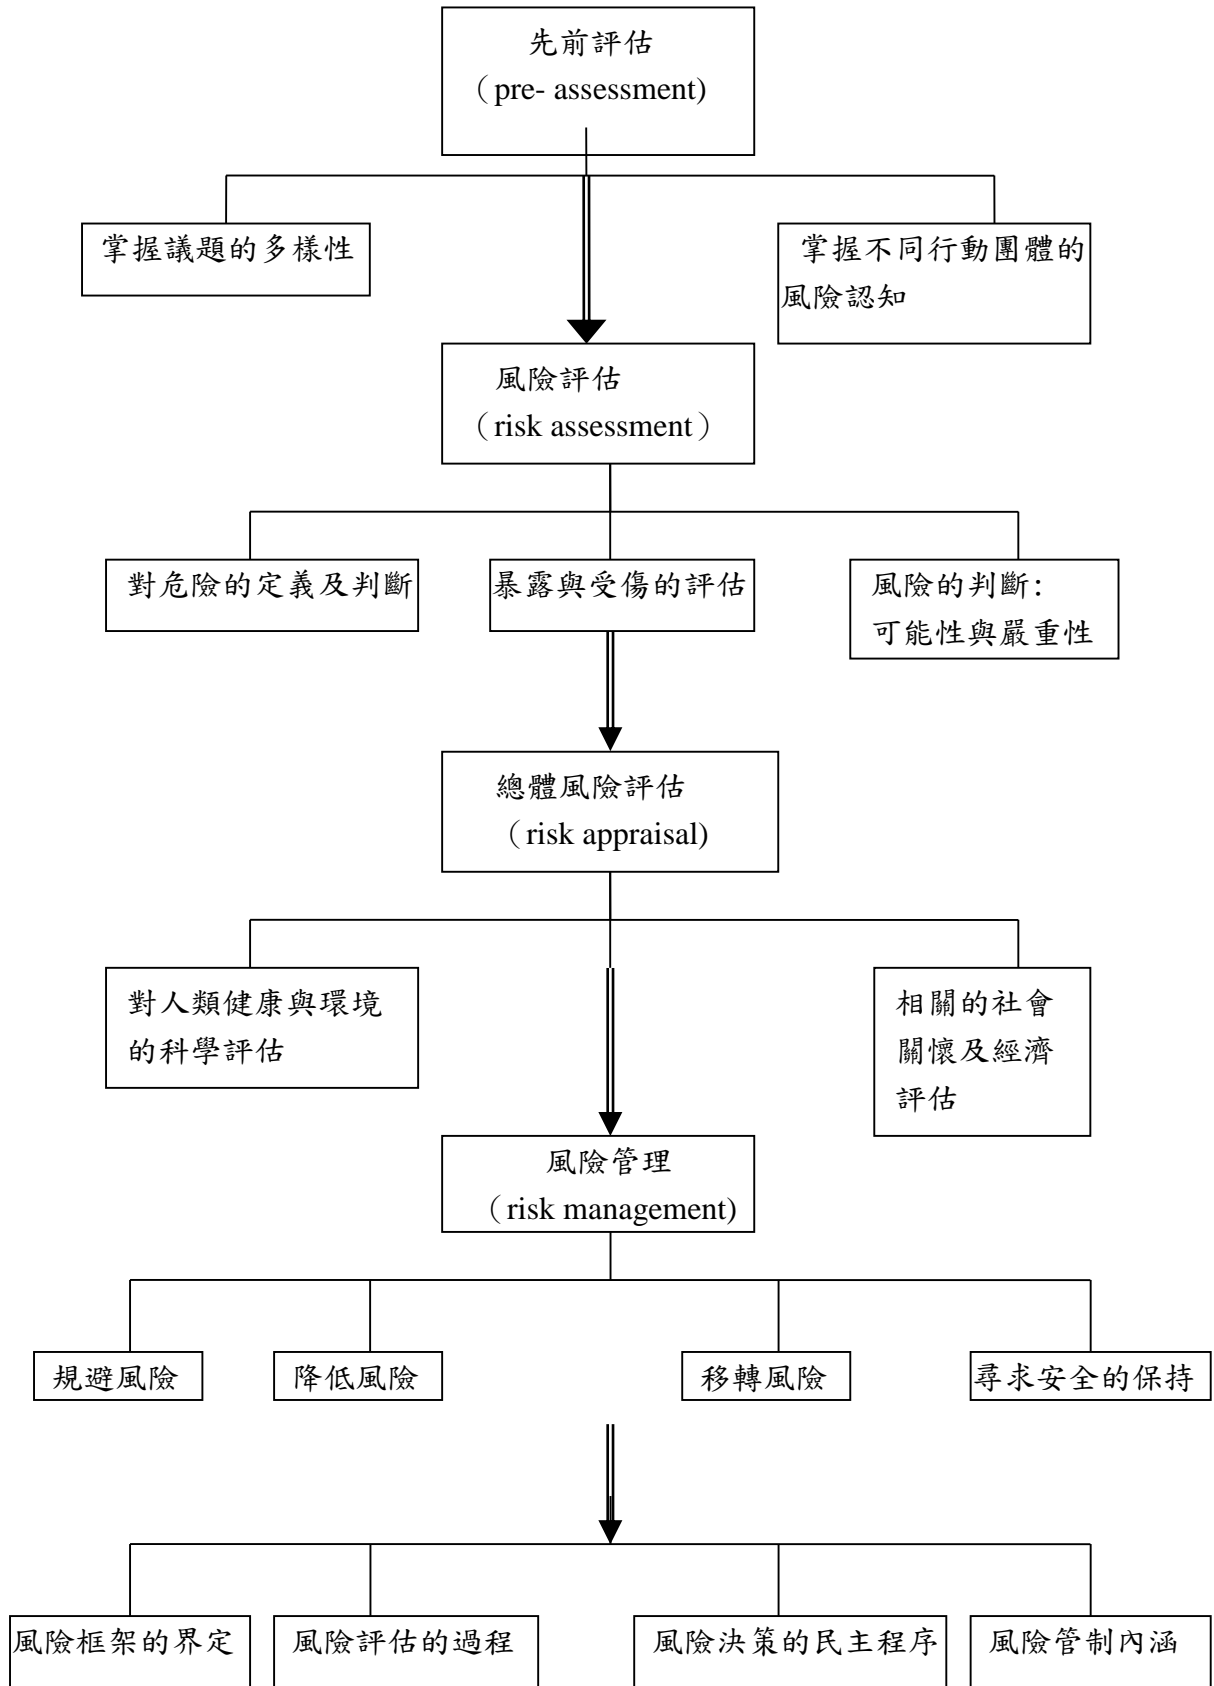 先前評估
（pre- assessment)
掌握議題的多樣性
掌握不同行動團體的
風險認知
風險評估
（risk assessment）
對危險的定義及判斷
暴露與受傷的評估
風險的判斷：
可能性與嚴重性
總體風險評估
（risk appraisal)
對人類健康與環境
的科學評估
相關的社會
關懷及經濟
評估
風險管理
（risk management)
規避風險
降低風險
移轉風險
尋求安全的保持
風險框架的界定
風險評估的過程
風險決策的民主程序
風險管制內涵